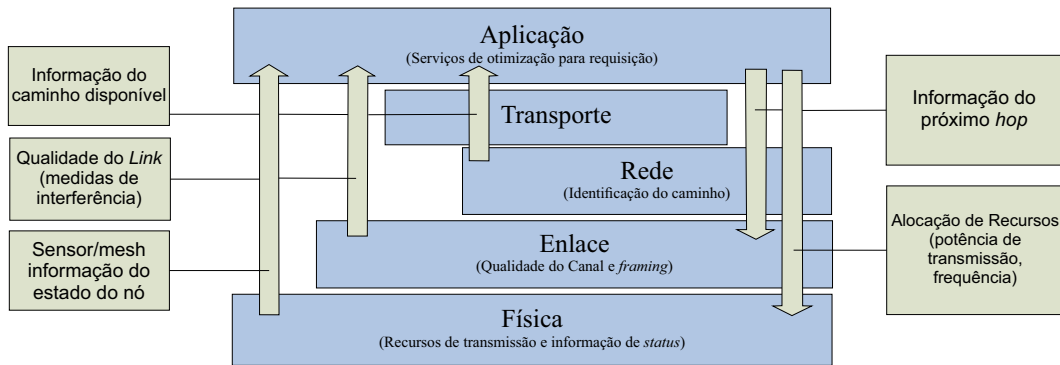 Aplicação
(Serviços de otimização para requisição)
Informação do
caminho disponível
Transporte
Informação do
próximo hop
Qualidade do Link
(medidas de
interferência)
Rede
(Identificação do caminho)
Sensor/mesh
informação do
estado do nó
Enlace
(Qualidade do Canal e framing)
Alocação de Recursos
(potência de
transmissão,
frequência)
Física
(Recursos de transmissão e informação de status)